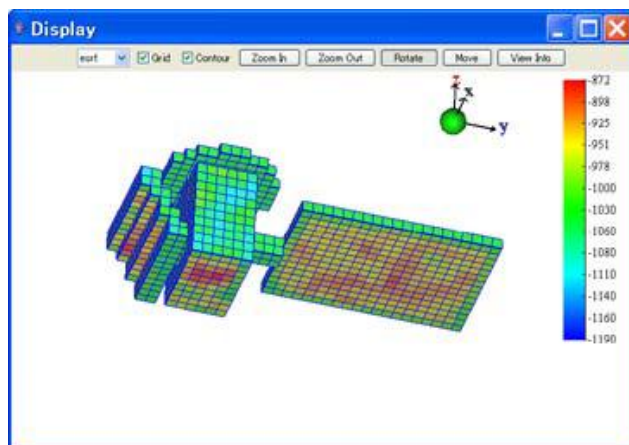 Display
esrf Grid Contour Zoom In Zoom Out Rotate Move View Info
z
x
y
-872
-898
-925
-951
-978
-1000
-1030
-1060
-1080
-1110
-1140
-1160
-1190